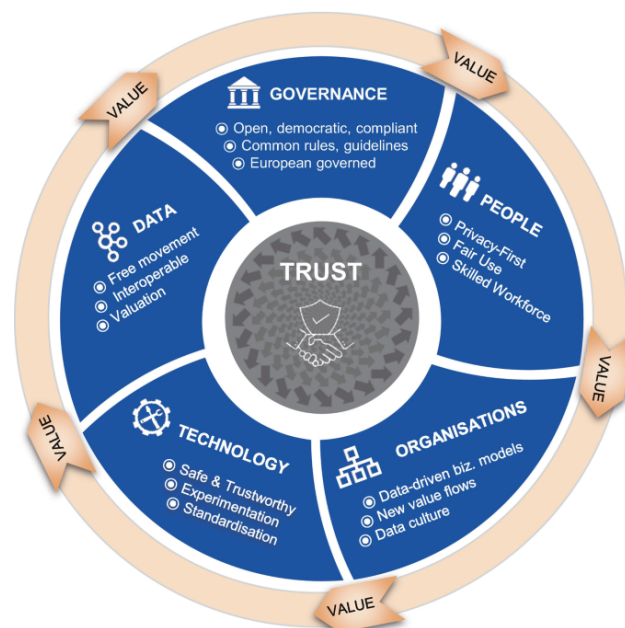 GOVERNANCE
Open, democratic, compliant
Common rules, guidelines
European governed
VALUE
PEOPLE
Privacy-First
Fair Use
Skilled Workforce
VALUE
ORGANISATIONS
Data-driven biz. models
New value flows
Data culture
VALUE
TECHNOLOGY
Safe & Trustworthy
Experimentation
Standardisation
VALUE
DATA
Free movement
Interoperable
Valuation
VALUE
TRUST